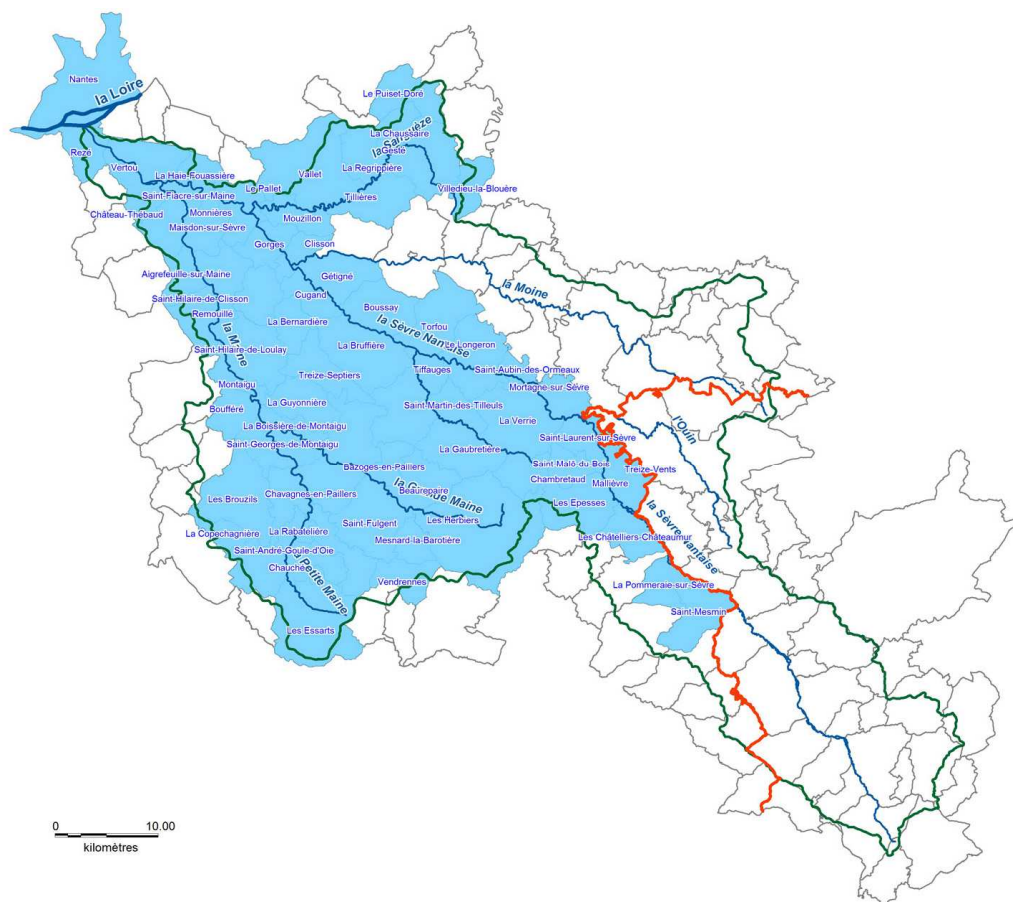 Nantes
la Loire
Le Puiset-Doré
La Chaussaire
la Sanguèze
Gesté
Rezé
Vertou
La Haie-Fouassière
Le Pallet
Vallet
La Regrippière
Tillières
Villedieu-la-Blouère
Saint-Fiacre-sur-Maine
Château-Thébaud
Monnières
Maisdon-sur-Sèvre
Mouzillon
Gorges
Clisson
Aigrefeuille-sur-Maine
Gétigné
la Moine
Saint-Hilaire-de-Clisson
Cugand
Remouillé
Boussay
la Maine
La Bernardière
la Sèvre Nantaise
Torfou
Saint-Hilaire-de-Loulay
La Bruffière
Le Longeron
Tiffauges
Saint-Aubin-des-Ormeaux
Montaigu
Treize-Septiers
Mortagne-sur-Sèvre
Boufféré
La Guyonnière
Saint-Martin-des-Tilleuls
La Verrie
l'Ouin
La Boissière-de-Montaigu
Saint-Georges-de-Montaigu
Saint-Laurent-sur-Sèvre
La Gaubretière
Bazoges-en-Paillers
Saint-Malô-du-Bois
Treize-Vents
Chambretaud
Mallièvre
la Grande Maine
Beaurepaire
Les Brouzils
Chavagnes-en-Paillers
Les Epesses
la Sèvre Nantaise
Saint-Fulgent
Les Herbiers
La Copechagnière
La Rabatelière
Mesnard-la-Barotière
Les Châtelliers-Châteaumur
Saint-André-Goule-d'Oie
Chauché
la Petite Maine
Vendrennes
La Pommeraie-sur-Sèvre
Saint-Mesmin
Les Essarts
0 10.00
kilomètres